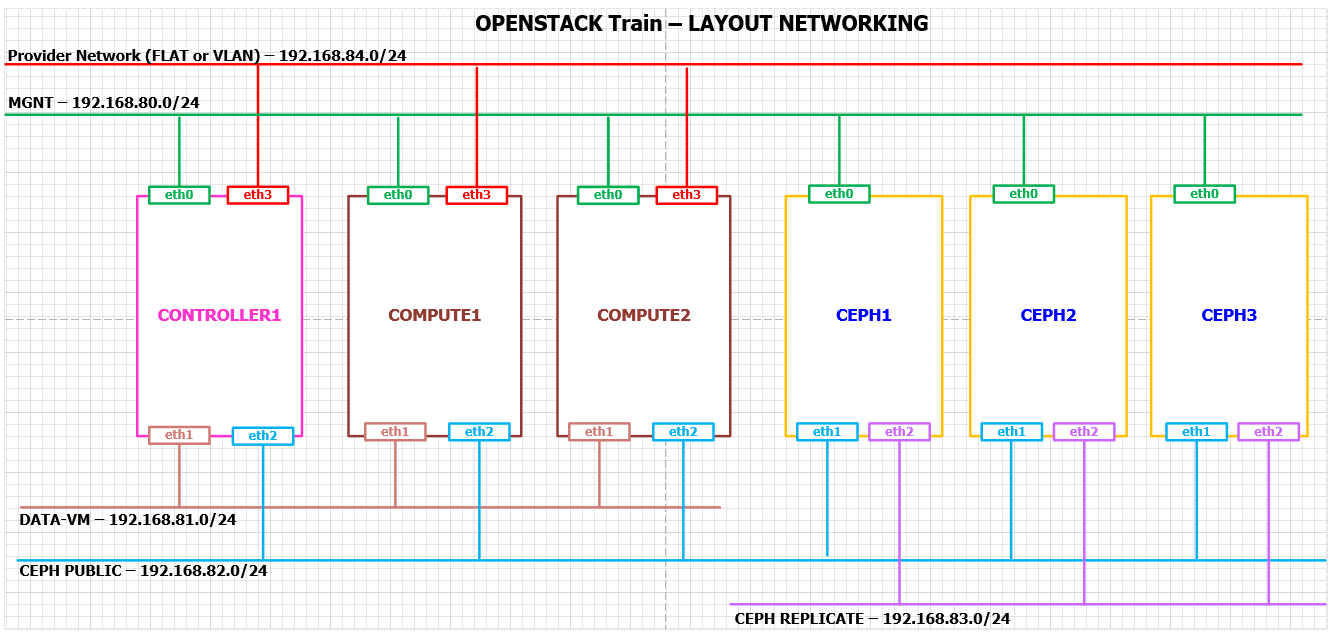 OPENSTACK Train – LAYOUT NETWORKING
Provider Network (FLAT or VLAN) – 192.168.84.0/24
MGNT – 192.168.80.0/24
eth0 eth3 eth0 eth3 eth0 eth3 eth0 eth0 eth0
CONTROLLER1 COMPUTE1 COMPUTE2 CEPH1 CEPH2 CEPH3
eth1 eth2 eth1 eth2 eth1 eth2 eth1 eth2 eth1 eth2 eth1 eth2
DATA-VM – 192.168.81.0/24
CEPH PUBLIC – 192.168.82.0/24
CEPH REPLICATE – 192.168.83.0/24